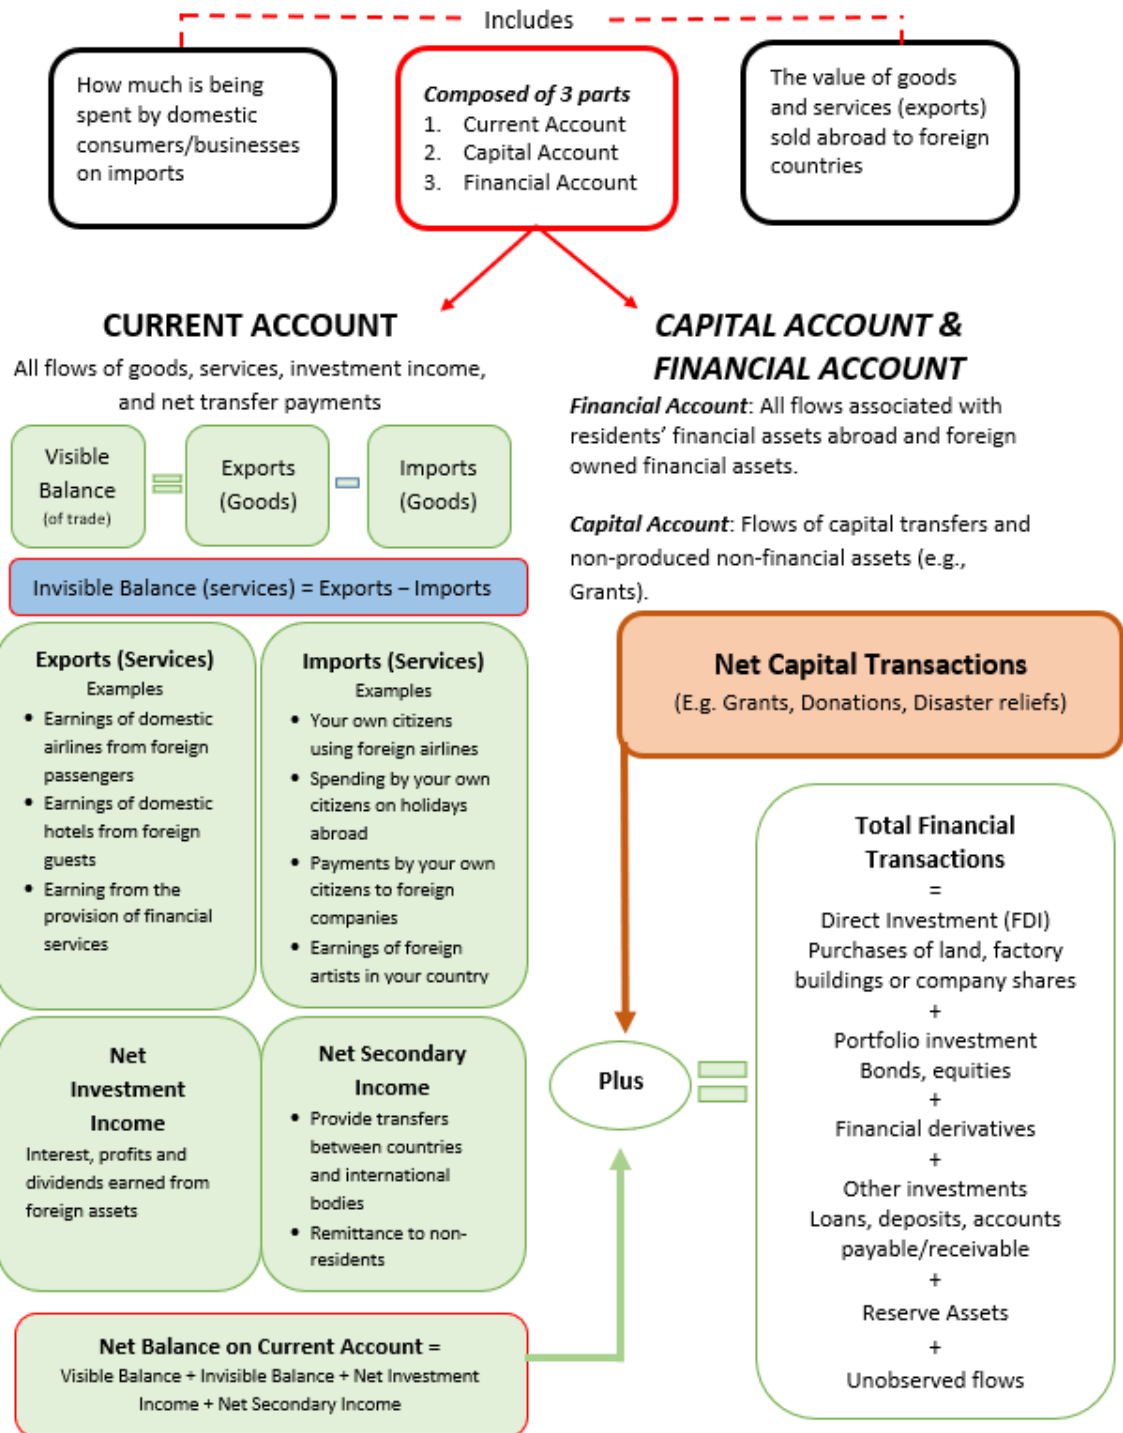 Includes
How much is being
spent by domestic
consumers/businesses
on imports
Composed of 3 parts
1. Current Account
2. Capital Account
3. Financial Account
The value of goods
and services (exports)
sold abroad to foreign
countries
CURRENT ACCOUNT
All flows of goods, services, investment income,
and net transfer payments
Visible
Balance
(of trade)
=
Exports
(Goods)
-
Imports
(Goods)
Invisible Balance (services) = Exports – Imports
Exports (Services)
Examples
• Earnings of domestic
airlines from foreign
passengers
• Earnings of domestic
hotels from foreign
guests
• Earning from the
provision of financial
services
Imports (Services)
Examples
• Your own citizens
using foreign airlines
• Spending by your own
citizens on holidays
abroad
• Payments by your own
citizens to foreign
companies
• Earnings of foreign
artists in your country
Net
Investment
Income
Interest, profits and
dividends earned from
foreign assets
Net Secondary
Income
• Provide transfers
between countries
and international
bodies
• Remittance to non-
residents
Net Balance on Current Account =
Visible Balance + Invisible Balance + Net Investment
Income + Net Secondary Income
CAPITAL ACCOUNT &
FINANCIAL ACCOUNT
Financial Account: All flows associated with
residents' financial assets abroad and foreign
owned financial assets.
Capital Account: Flows of capital transfers and
non-produced non-financial assets (e.g.,
Grants).
Net Capital Transactions
(E.g. Grants, Donations, Disaster reliefs)
Plus
=
Total Financial
Transactions
=
Direct Investment (FDI)
Purchases of land, factory
buildings or company shares
+
Portfolio investment
Bonds, equities
+
Financial derivatives
+
Other investments
Loans, deposits, accounts
payable/receivable
+
Reserve Assets
+
Unobserved flows